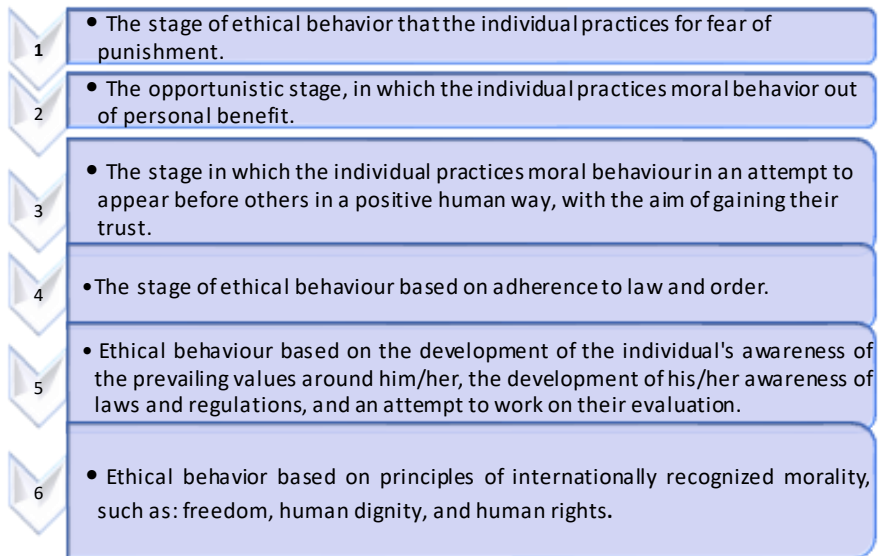 1
• The stage of ethical behavior that the individual practices for fear of
punishment.
2
• The opportunistic stage, in which the individual practices moral behavior out
of personal benefit.
3
• The stage in which the individual practices moral behaviour in an attempt to
appear before others in a positive human way, with the aim of gaining their
trust.
4
•The stage of ethical behaviour based on adherence to law and order.
5
• Ethical behaviour based on the development of the individual's awareness of
the prevailing values around him/her, the development of his/her awareness of
laws and regulations, and an attempt to work on their evaluation.
6
• Ethical behavior based on principles of internationally recognized morality,
such as: freedom, human dignity, and human rights.